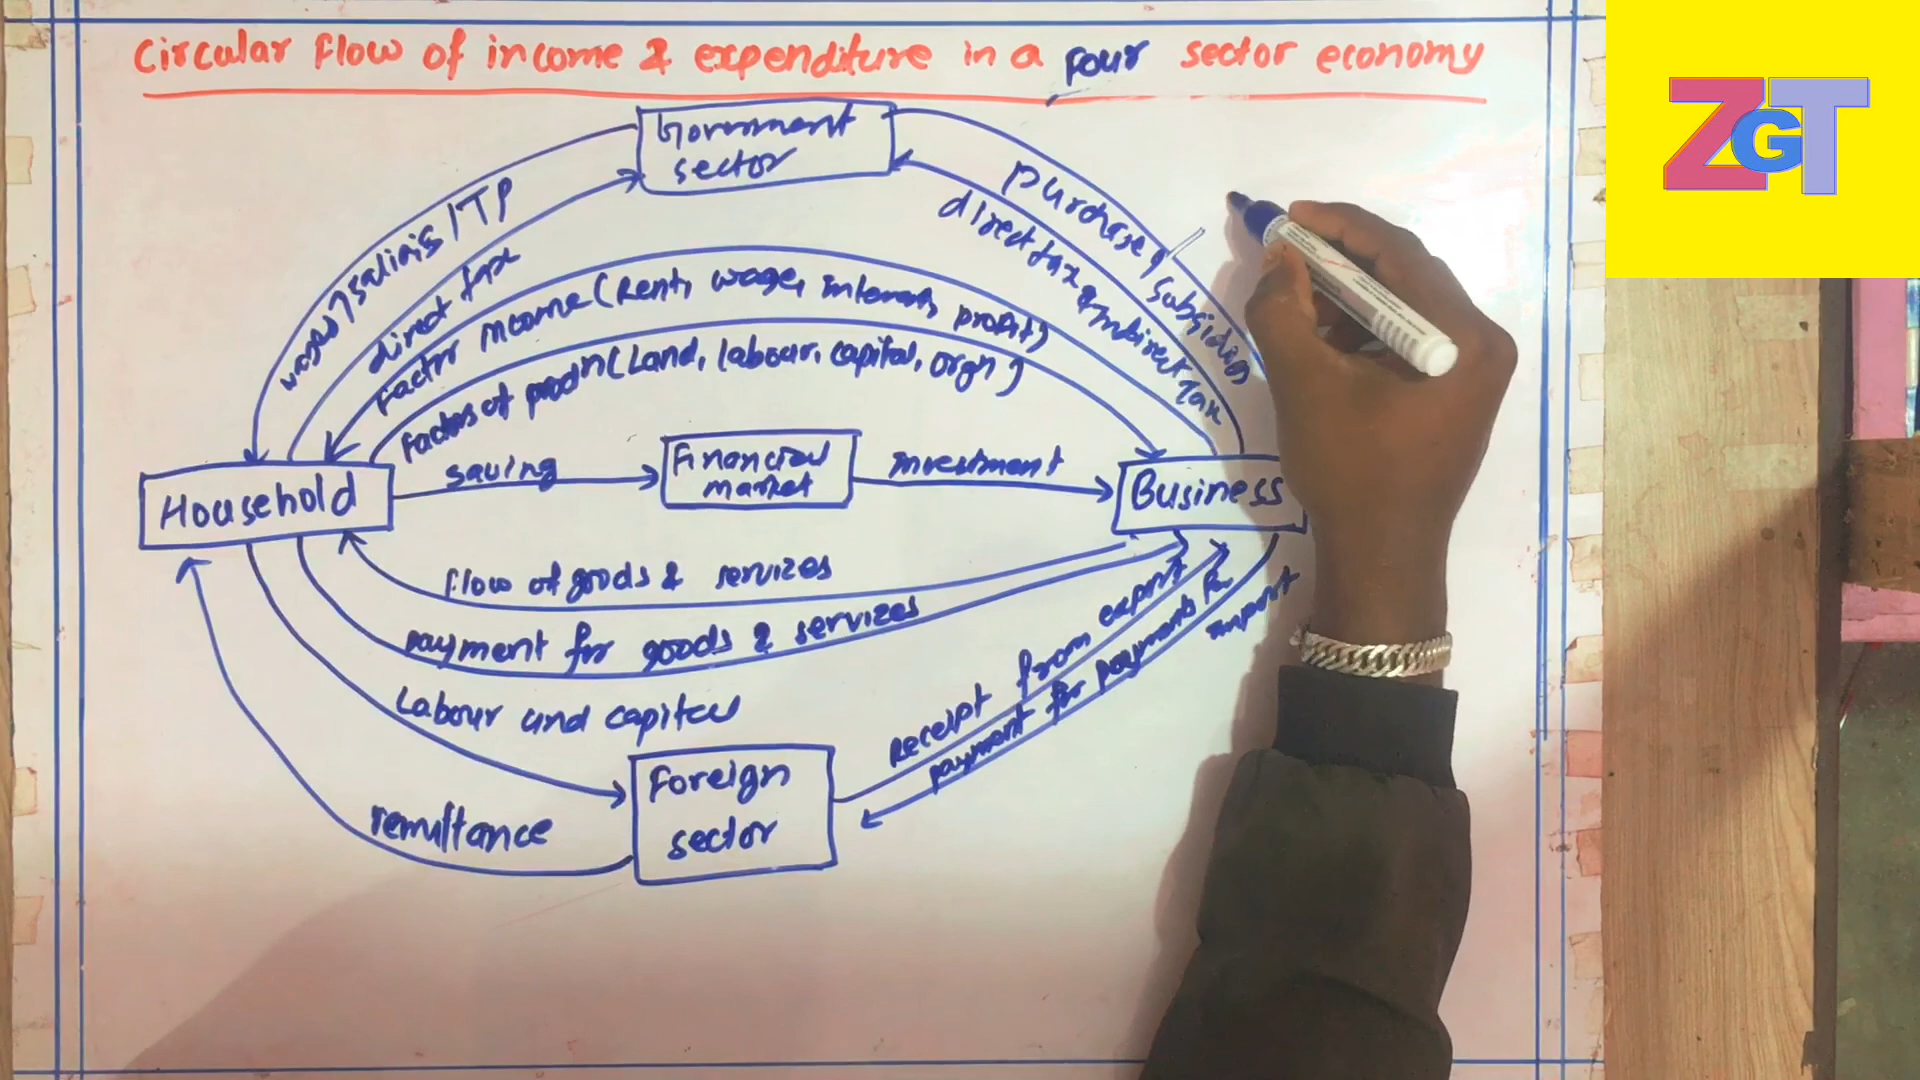 Circular flow of income & expenditure in a four sector economy
ZGT
Government
sector
wages/saliais/TP
direct tax
purchase & subsidies
direct tax & indirect tax
factor income (Rent, wage, interest, profit)
factors of prodn (Land, labour, capital, orgn)
saving
Financial
market
investment
Household
Business
flow of goods & services
payment for goods & services
Labour and capital
remittance
Foreign
sector
Receipt from export
payment for payments for
import